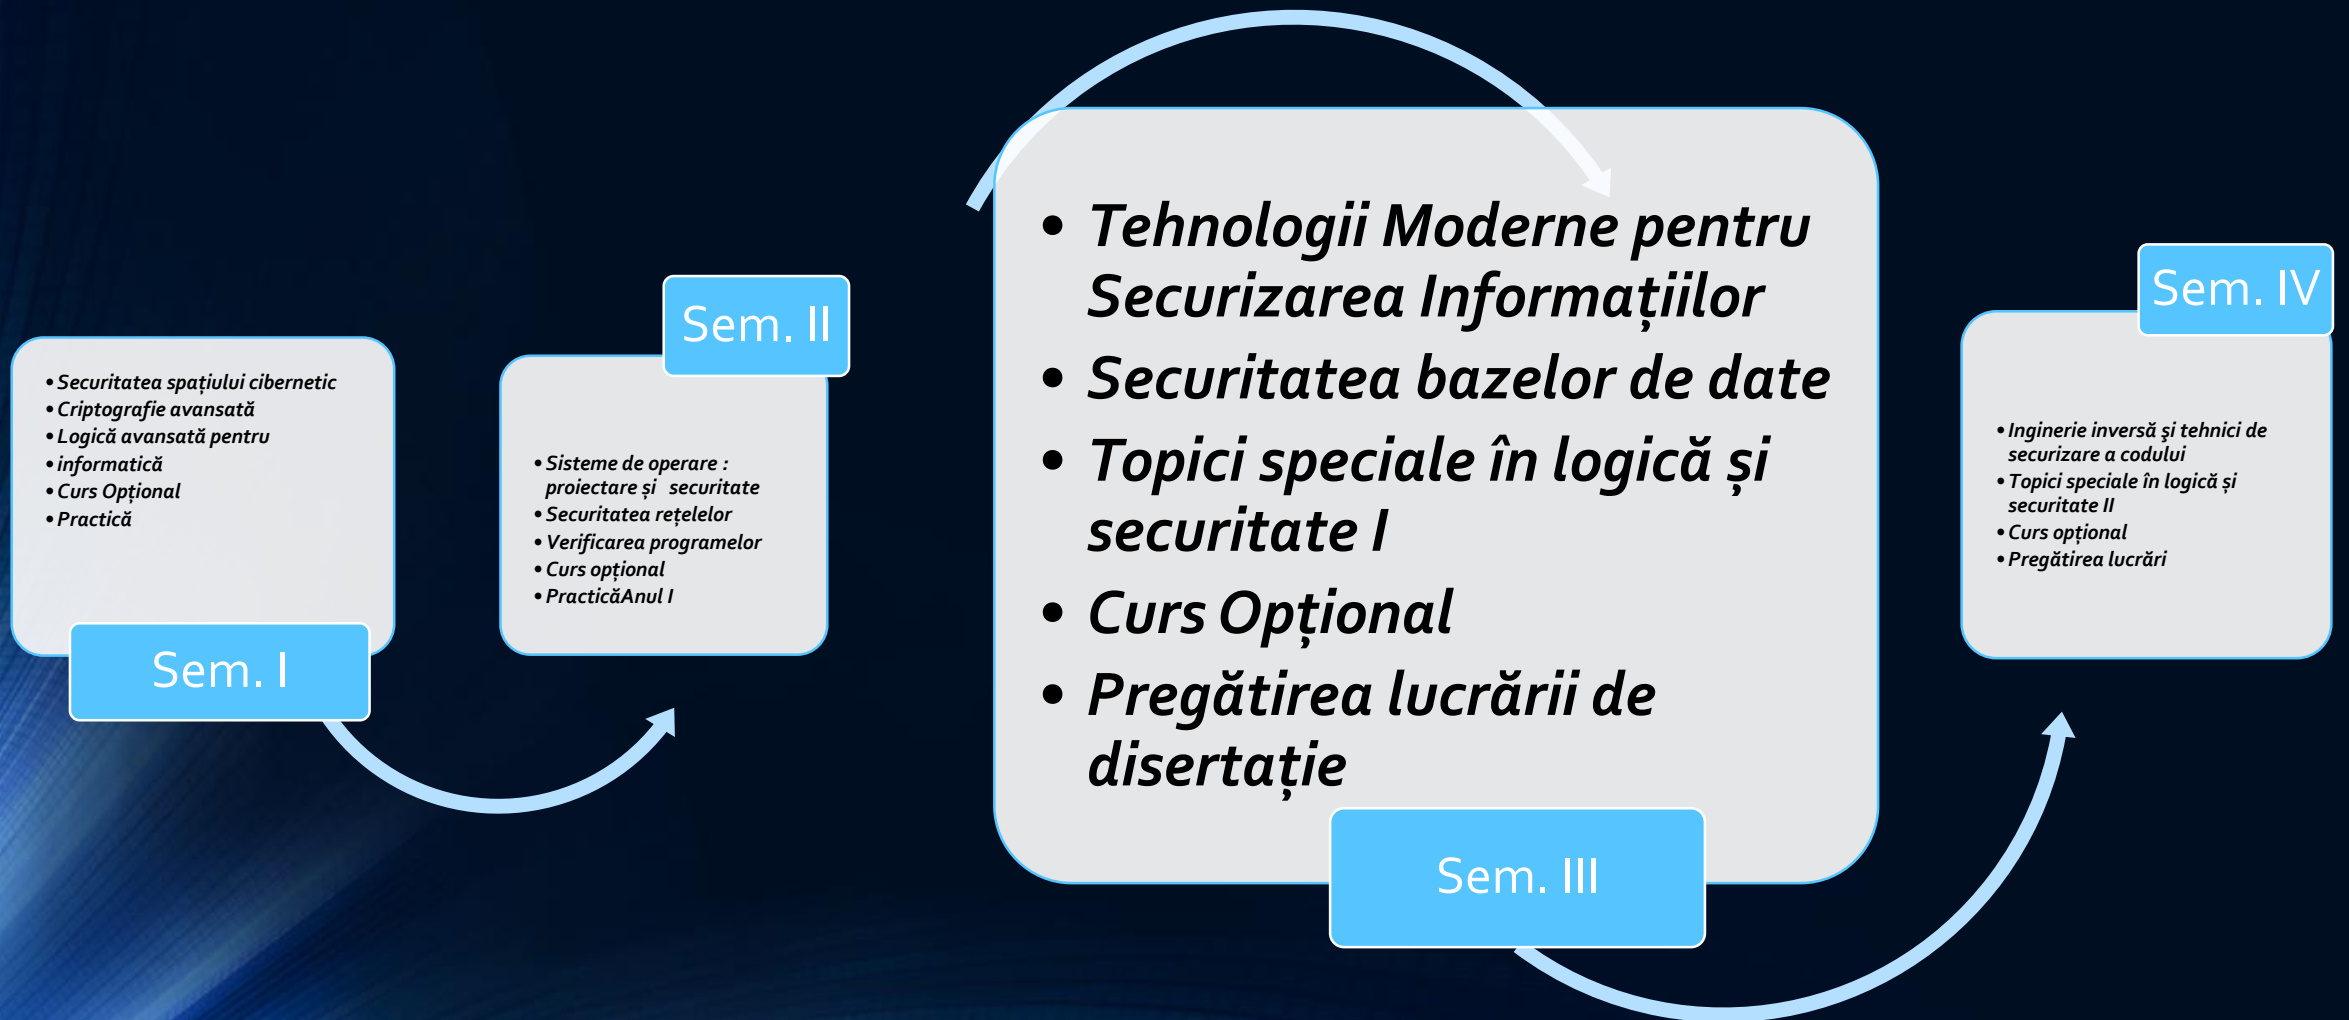 • Securitatea spațiului cibernetic
• Criptografie avansată
• Logică avansată pentru
• informatică
• Curs Opțional
• Practică
Sem. I
Sem. II
• Sisteme de operare :
proiectare și securitate
• Securitatea rețelelor
• Verificarea programelor
• Curs opțional
• PracticăAnul I
• Tehnologii Moderne pentru
Securizarea Informațiilor
• Securitatea bazelor de date
• Topici speciale în logică și
securitate I
• Curs Opțional
• Pregătirea lucrării de
disertație
Sem. III
Sem. IV
• Inginerie inversă şi tehnici de
securizare a codului
• Topici speciale în logică și
securitate II
• Curs opțional
• Pregătirea lucrări